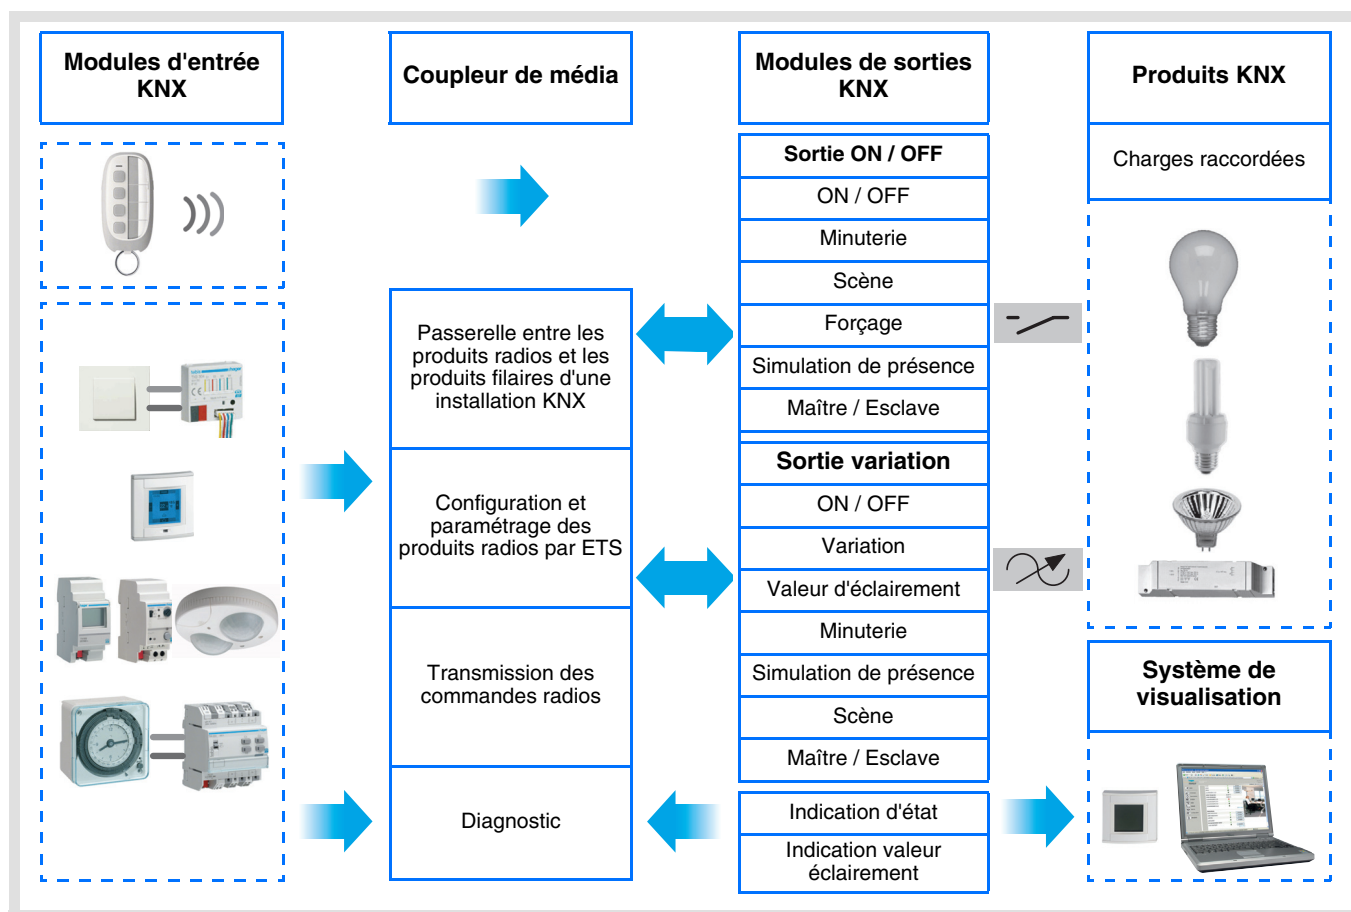 Modules d'entrée
KNX
Coupleur de média
Modules de sorties
KNX
Produits KNX
Sortie ON / OFF
ON / OFF
Minuterie
Scène
Forçage
Simulation de présence
Maître / Esclave
Charges raccordées
Passerelle entre les
produits radios et les
produits filaires d'une
installation KNX
Configuration et
paramétrage des
produits radios par ETS
Transmission des
commandes radios
Diagnostic
Sortie variation
ON / OFF
Variation
Valeur d'éclairement
Minuterie
Simulation de présence
Scène
Maître / Esclave
Indication d'état
Indication valeur
éclairement
Système de
visualisation